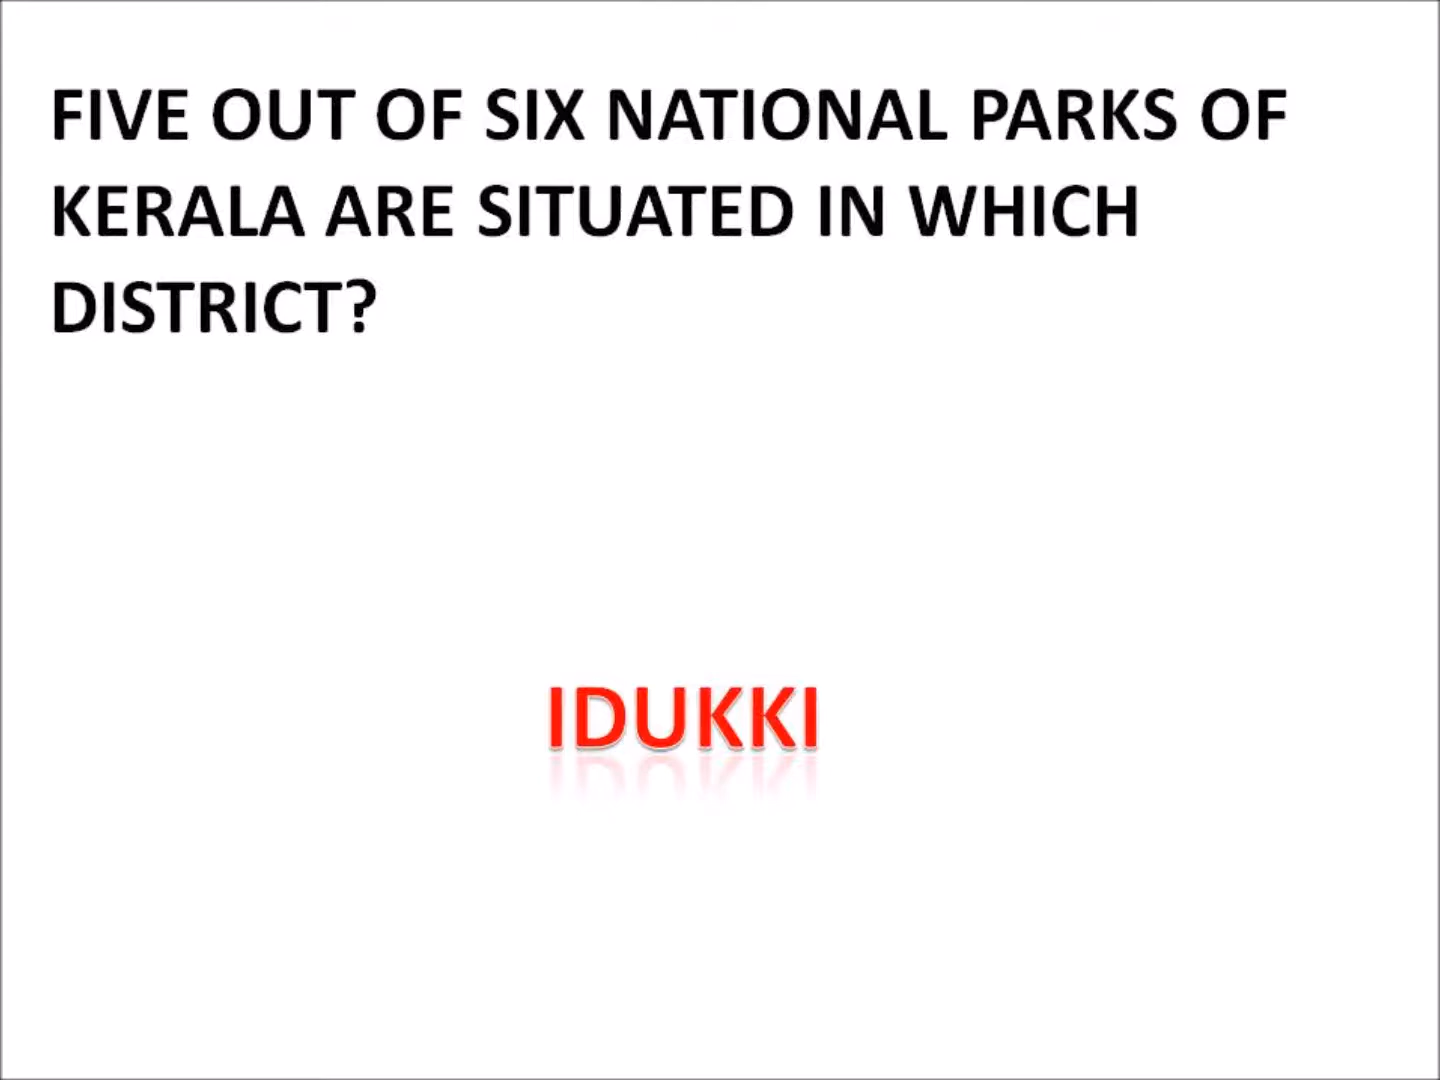 FIVE OUT OF SIX NATIONAL PARKS OF
KERALA ARE SITUATED IN WHICH
DISTRICT?
IDUKKI